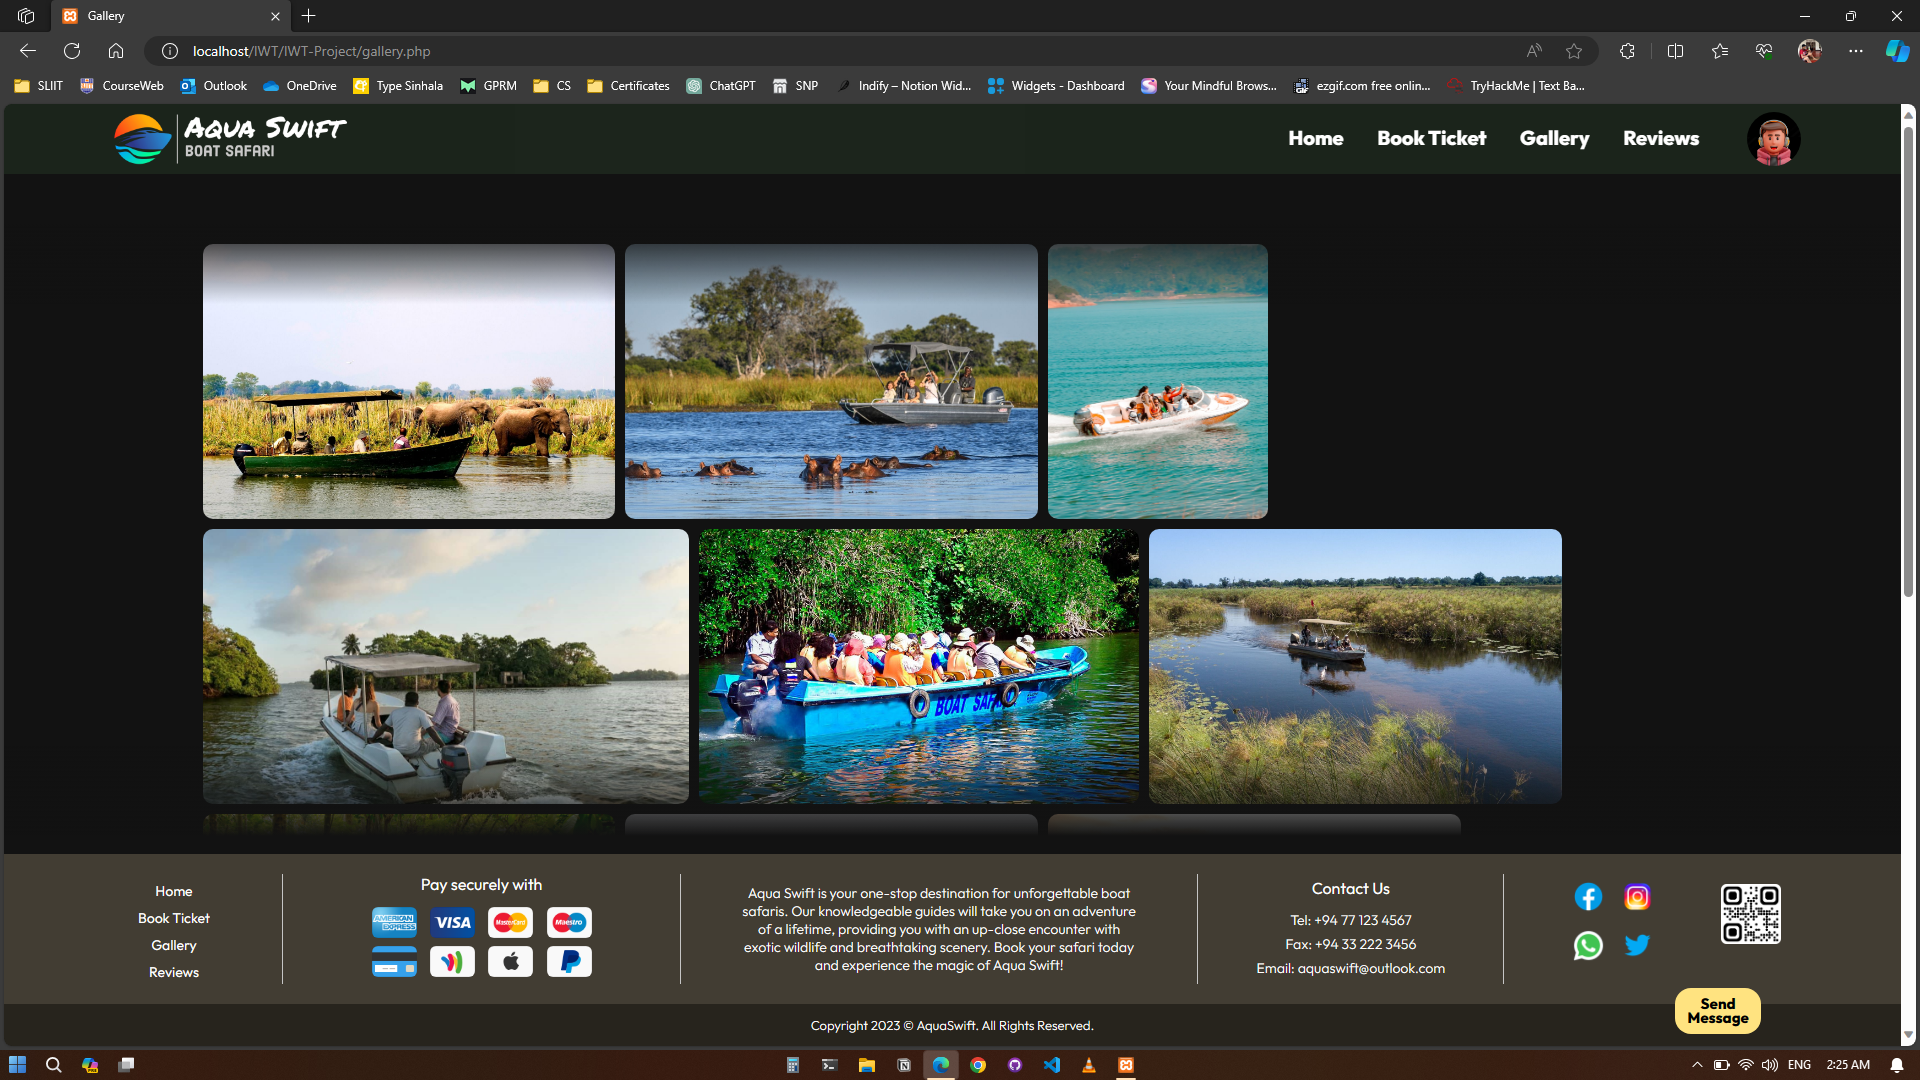 Gallery
localhost/IWT/IWT-Project/gallery.php
SLIIT
CourseWeb
Outlook
OneDrive
Type Sinhala
GPRM
CS
Certificates
ChatGPT
SNP
Indify – Notion Wid...
Widgets - Dashboard
Your Mindful Brows...
ezgif.com free onlin...
TryHackMe | Text Ba...
AQUA SWIFT
BOAT SAFARI
Home
Book Ticket
Gallery
Reviews
BOAT SAFARI
Home
Book Ticket
Gallery
Reviews
Pay securely with
AMERICAN EXPRESS
VISA
MasterCard
Maestro
Aqua Swift is your one-stop destination for unforgettable boat
safaris. Our knowledgeable guides will take you on an adventure
of a lifetime, providing you with an up-close encounter with
exotic wildlife and breathtaking scenery. Book your safari today
and experience the magic of Aqua Swift!
Contact Us
Tel: +94 77 123 4567
Fax: +94 33 222 3456
Email: aquaswift@outlook.com
Send
Message
Copyright 2023 © AquaSwift. All Rights Reserved.
ENG
2:25 AM